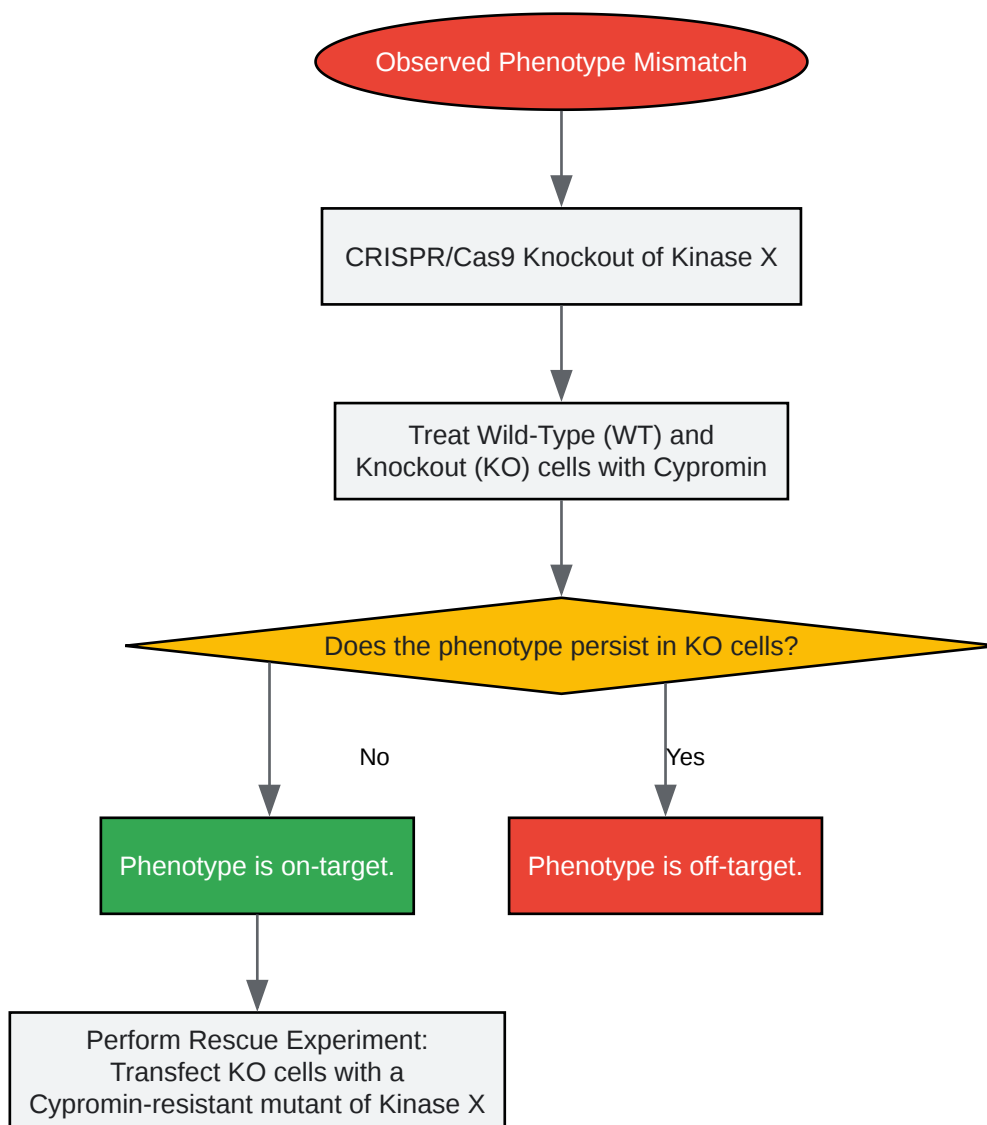 Observed Phenotype Mismatch
CRISPR/Cas9 Knockout of Kinase X
Treat Wild-Type (WT) and
Knockout (KO) cells with Cypromin
Does the phenotype persist in KO cells?
No
Yes
Phenotype is on-target.
Phenotype is off-target.
Perform Rescue Experiment:
Transfect KO cells with a
Cypromin-resistant mutant of Kinase X